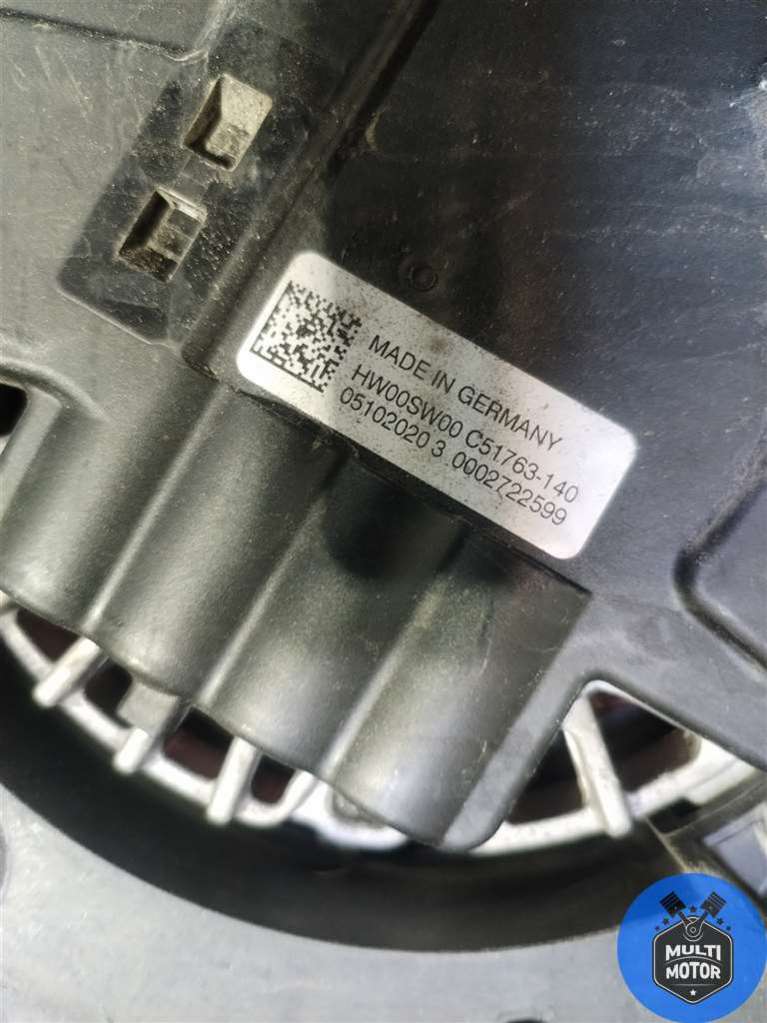 MADE IN GERMANY
HW00SW00 C51763-140
05102020 3 0002722599
MULTI
MOTOR